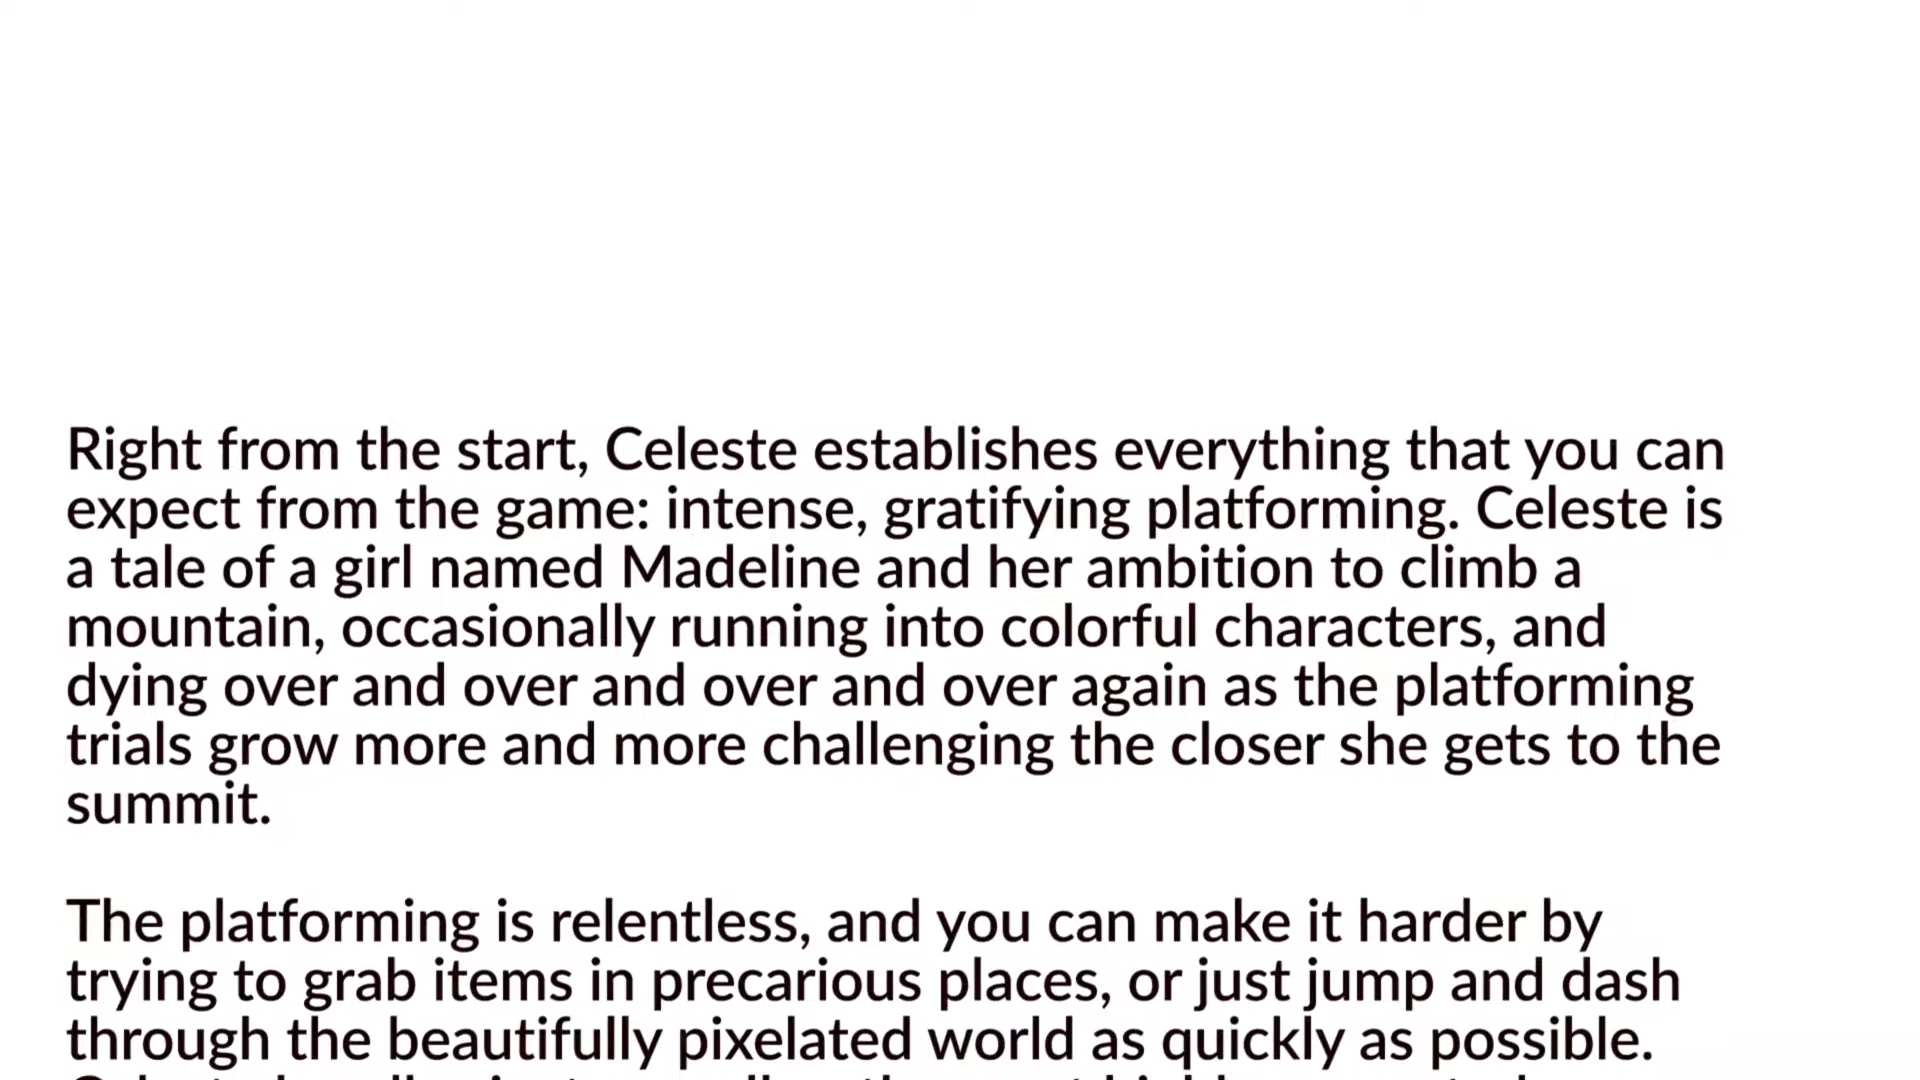 Right from the start, Celeste establishes everything that you can
expect from the game: intense, gratifying platforming. Celeste is
a tale of a girl named Madeline and her ambition to climb a
mountain, occasionally running into colorful characters, and
dying over and over and over and over again as the platforming
trials grow more and more challenging the closer she gets to the
summit.
The platforming is relentless, and you can make it harder by
trying to grab items in precarious places, or just jump and dash
through the beautifully pixelated world as quickly as possible.